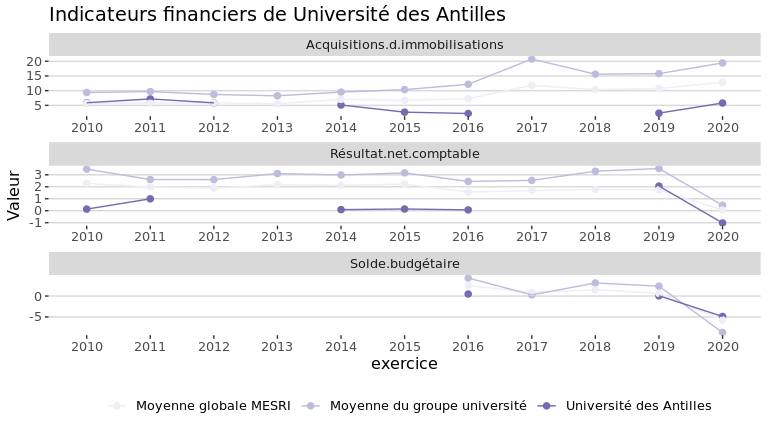 Indicateurs financiers de Université des Antilles
Acquisitions.d.immobilisations
20
15
10
5
2010 2011 2012 2013 2014 2015 2016 2017 2018 2019 2020
Résultat.net.comptable
3
2
1
0
-1
2010 2011 2012 2013 2014 2015 2016 2017 2018 2019 2020
Valeur
Solde.budgétaire
0
-5
2010 2011 2012 2013 2014 2015 2016 2017 2018 2019 2020
exercice
Moyenne globale MESRI Moyenne du groupe université Université des Antilles